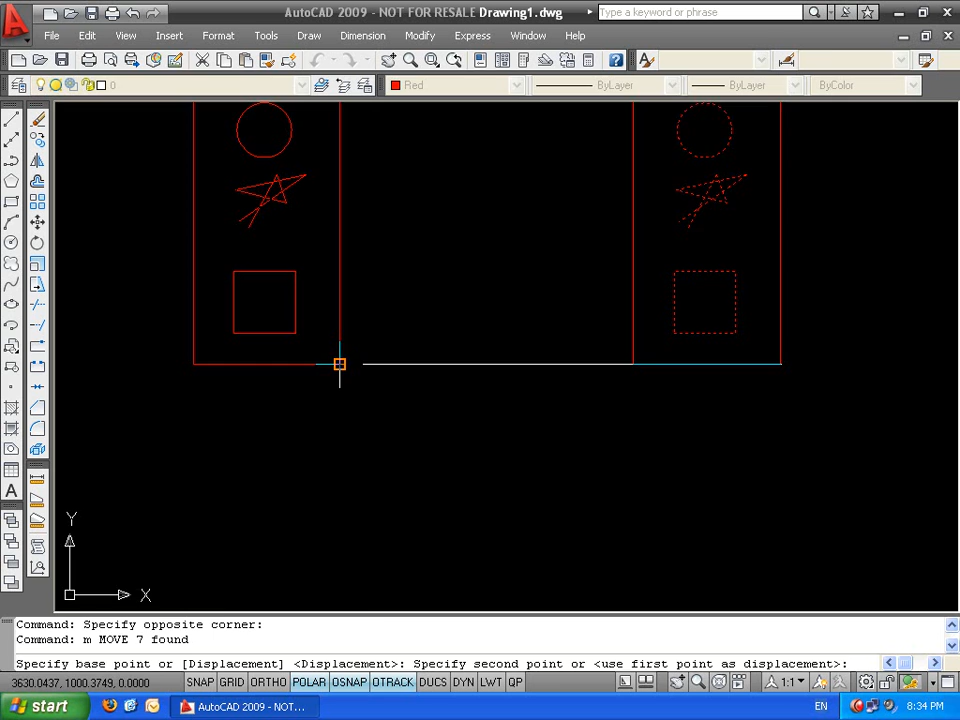 AutoCAD 2009 - NOT FOR RESALE Drawing1.dwg
Type a keyword or phrase
File Edit View Insert Format Tools Draw Dimension Modify Express Window Help
0
Red
ByLayer
ByLayer
ByColor
A
Y
X
Command: Specify opposite corner:
Command: m MOVE 7 found
Specify base point or [Displacement] <Displacement>: Specify second point or <use first point as displacement>:
3630.0437, 1000.3749, 0.0000
SNAP GRID ORTHO POLAR OSNAP OTRACK DUCS DYN LWT QP
1:1
start
AutoCAD 2009 - NOT...
EN
8:34 PM